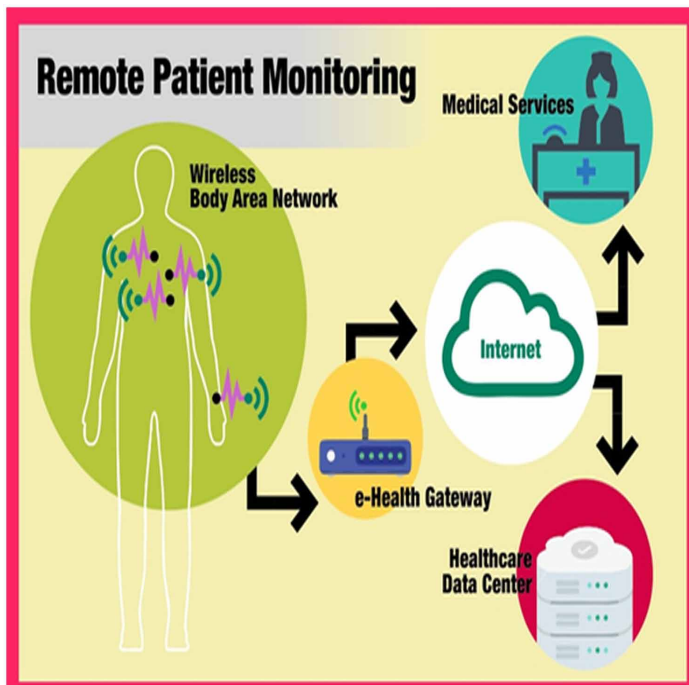 Remote Patient Monitoring
Medical Services
Wireless
Body Area Network
Internet
e-Health Gateway
Healthcare
Data Center